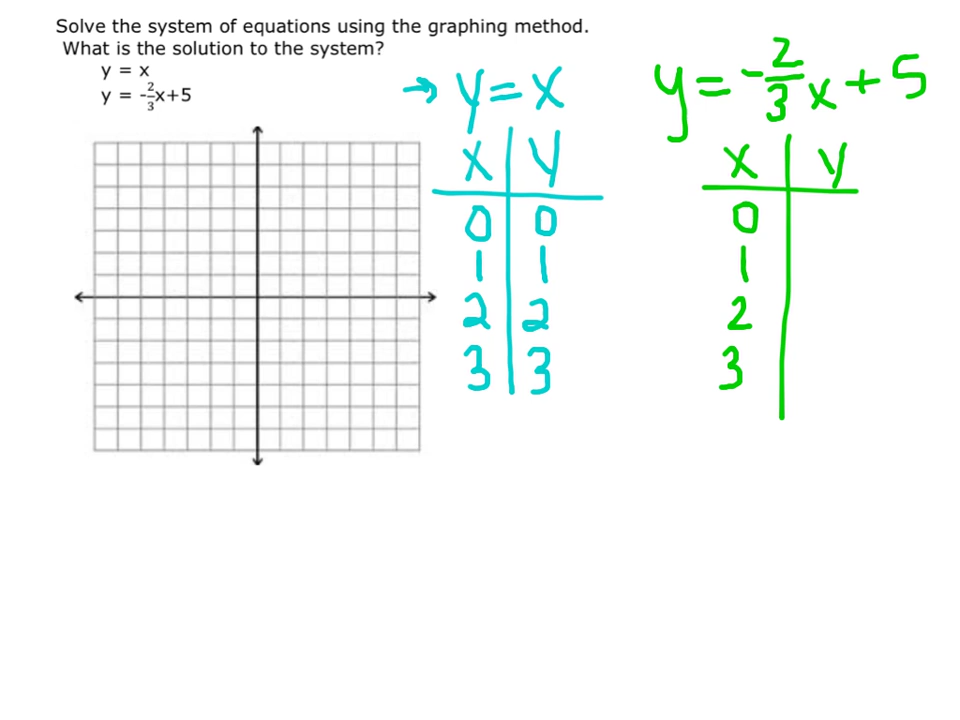 Solve the system of equations using the graphing method.
What is the solution to the system?
y = x
y = -2/3x+5
→ y=x
x | y
0 | 0
1 | 1
2 | 2
3 | 3
y=-2/3x+5
x | y
0
1
2
3